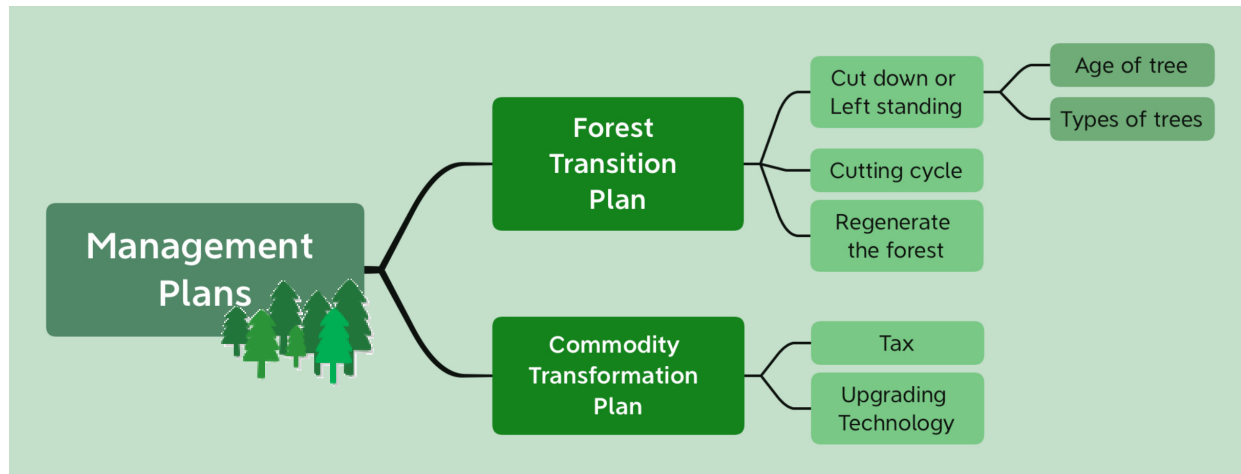 Management
Plans
Forest
Transition
Plan
Cut down or
Left standing
Age of tree
Types of trees
Cutting cycle
Regenerate
the forest
Commodity
Transformation
Plan
Tax
Upgrading
Technology